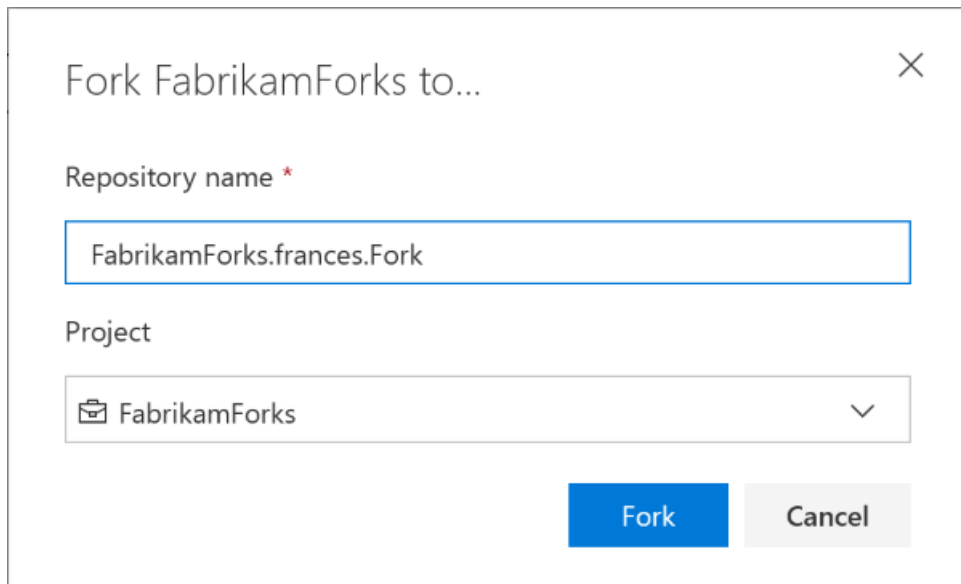 Fork FabrikamForks to...
Repository name *
FabrikamForks.frances.Fork
Project
FabrikamForks
Fork Cancel